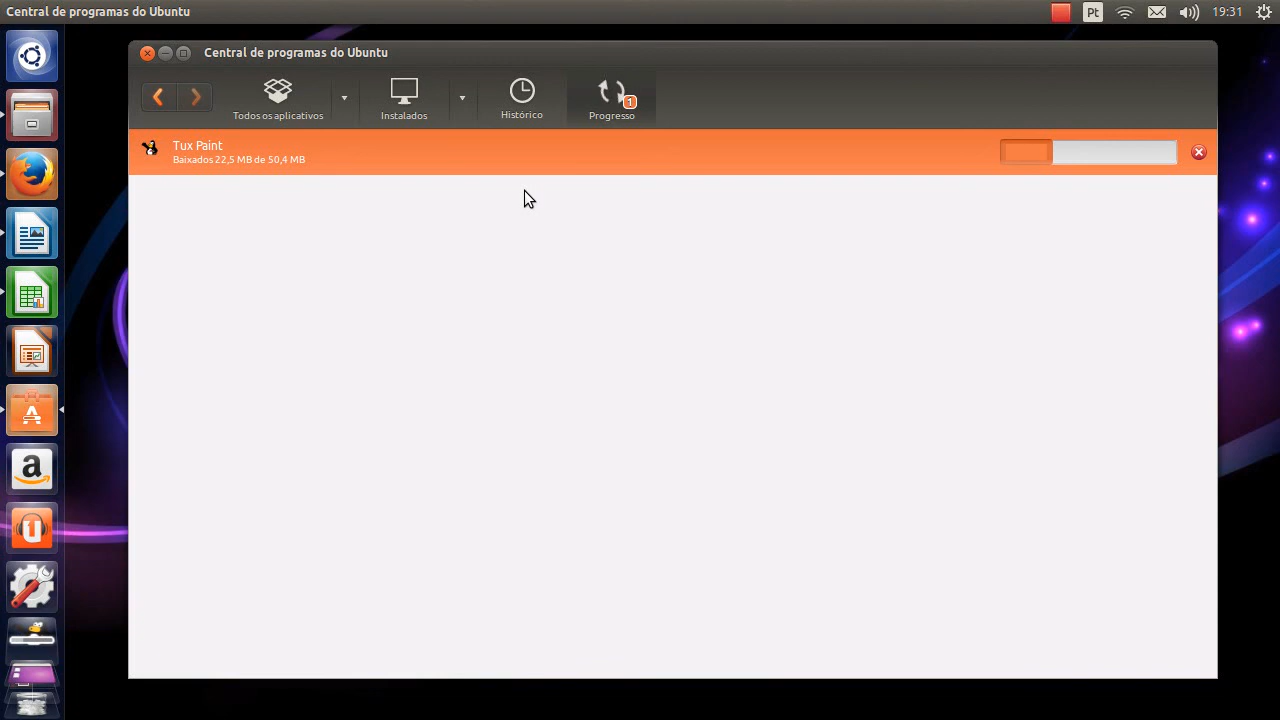 Central de programas do Ubuntu
Pt
19:31
Central de programas do Ubuntu
Todos os aplicativos
Instalados
Histórico
1
Progresso
Tux Paint
Baixados 22,5 MB de 50,4 MB